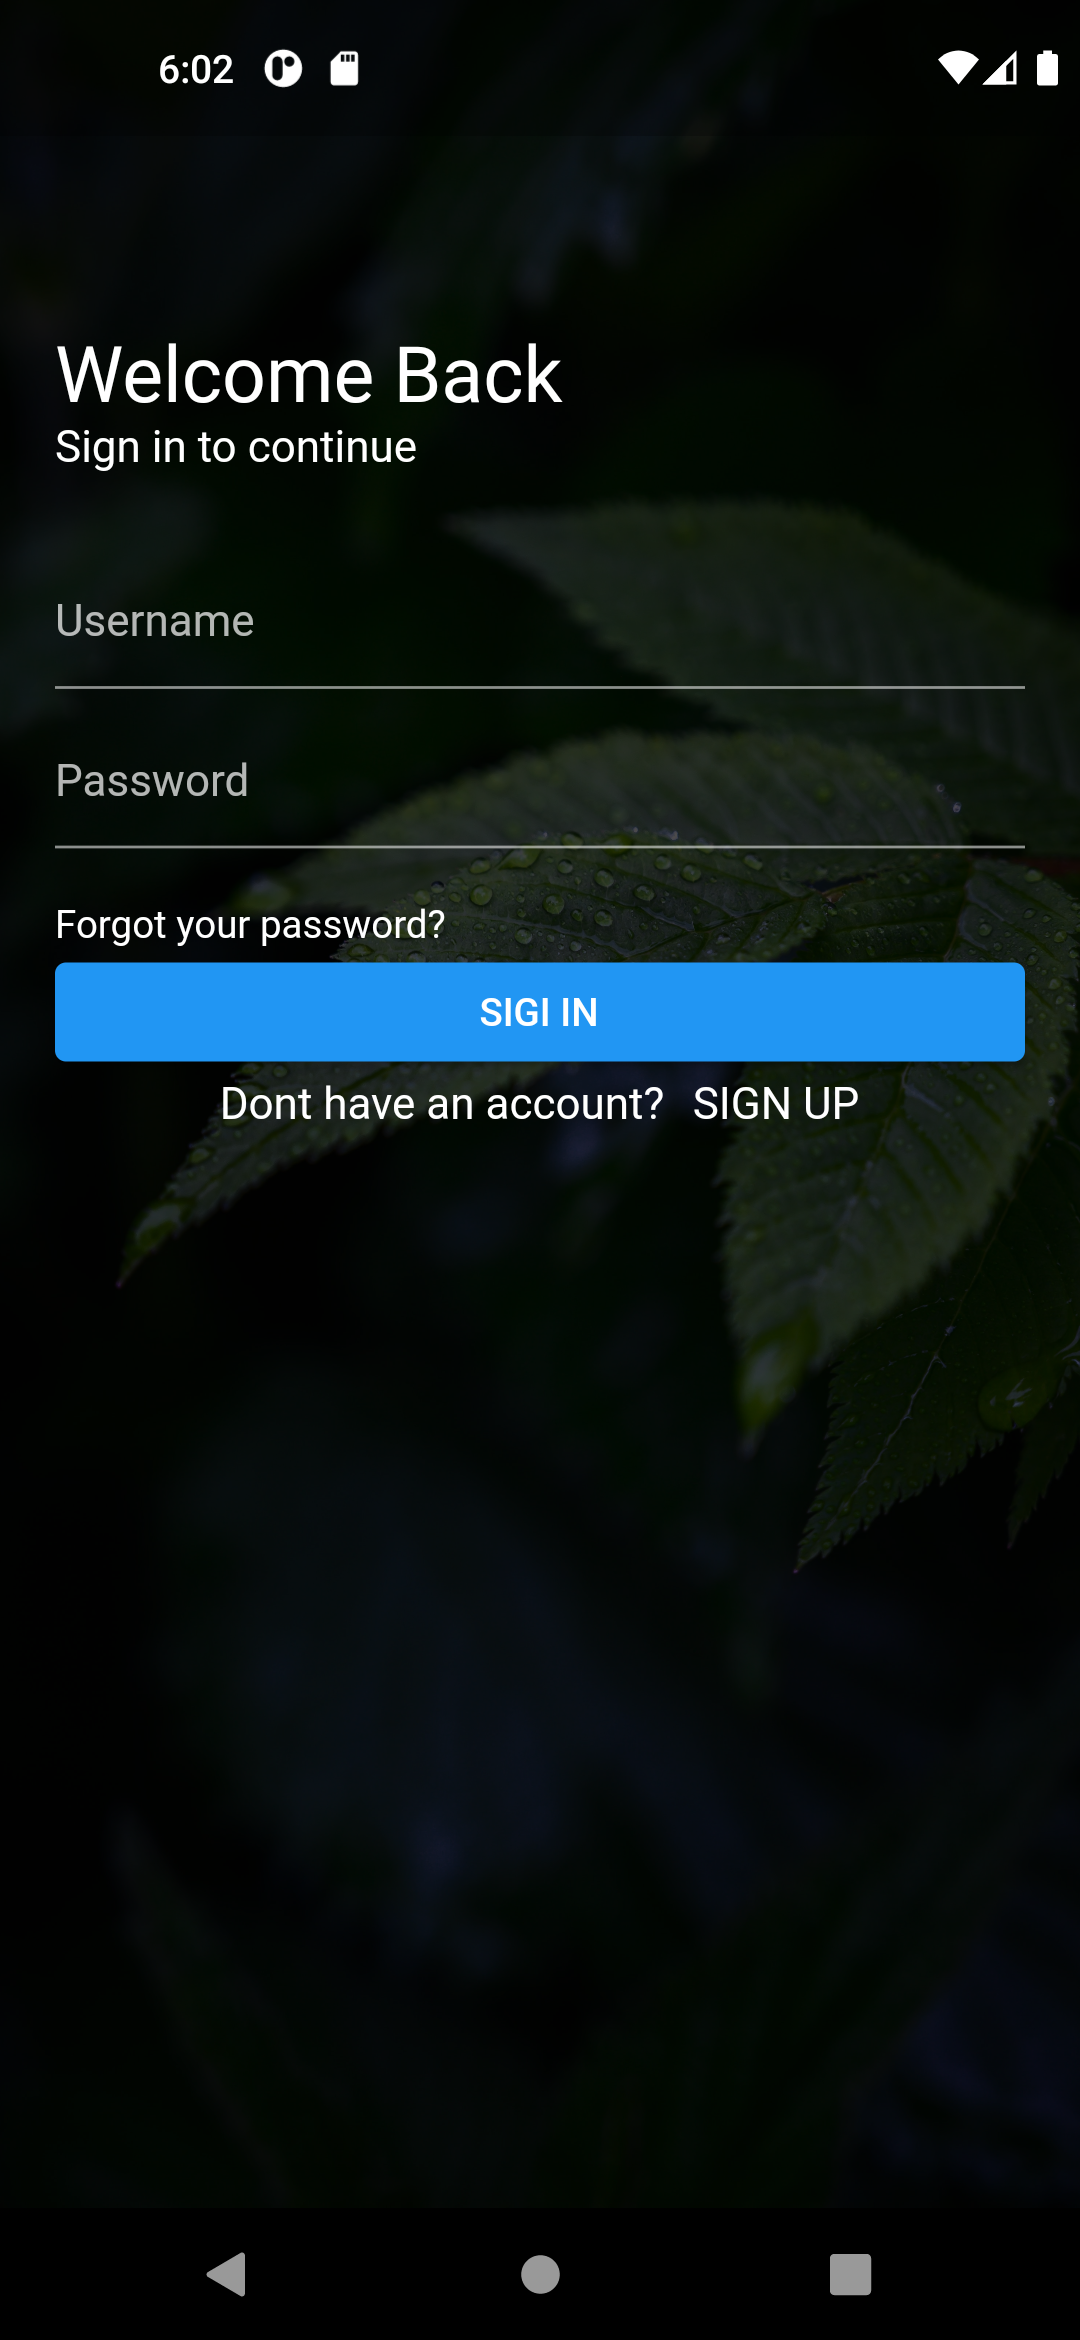 6:02
Welcome Back
Sign in to continue
Username
Password
Forgot your password?
SIGI IN
Dont have an account? SIGN UP